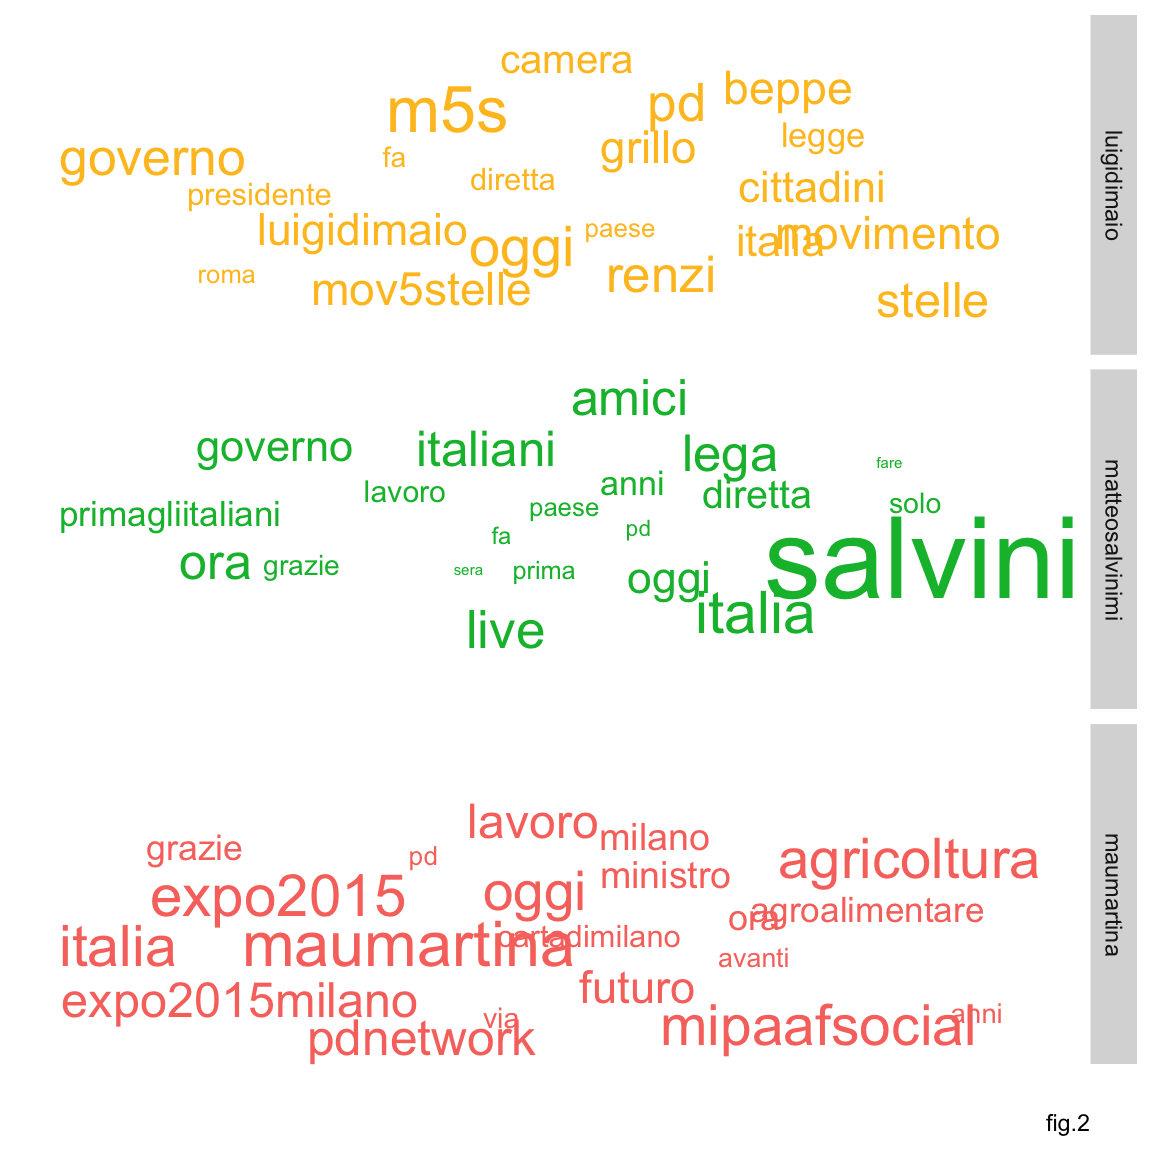 camera
m5s
pd
beppe
grillo
legge
governo
fa
diretta
presidente
cittadini
luigidimaio
oggi
paese
italia
movimento
roma
mov5stelle
renzi
stelle
luigidimaio
amici
governo
italiani
lega
fare
lavoro
anni
diretta
solo
primagliitaliani
paese
fa
pd
salvini
ora
grazie
sera
prima
oggi
italia
live
matteosalvinimi
lavoro
milano
grazie
pd
agricoltura
expo2015
oggi
ministro
ora
agroalimentare
italia
maumartina
cartadimilano
avanti
expo2015milano
futuro
via
pdnetwork
mipaafsocial
anni
maumartina
fig.2